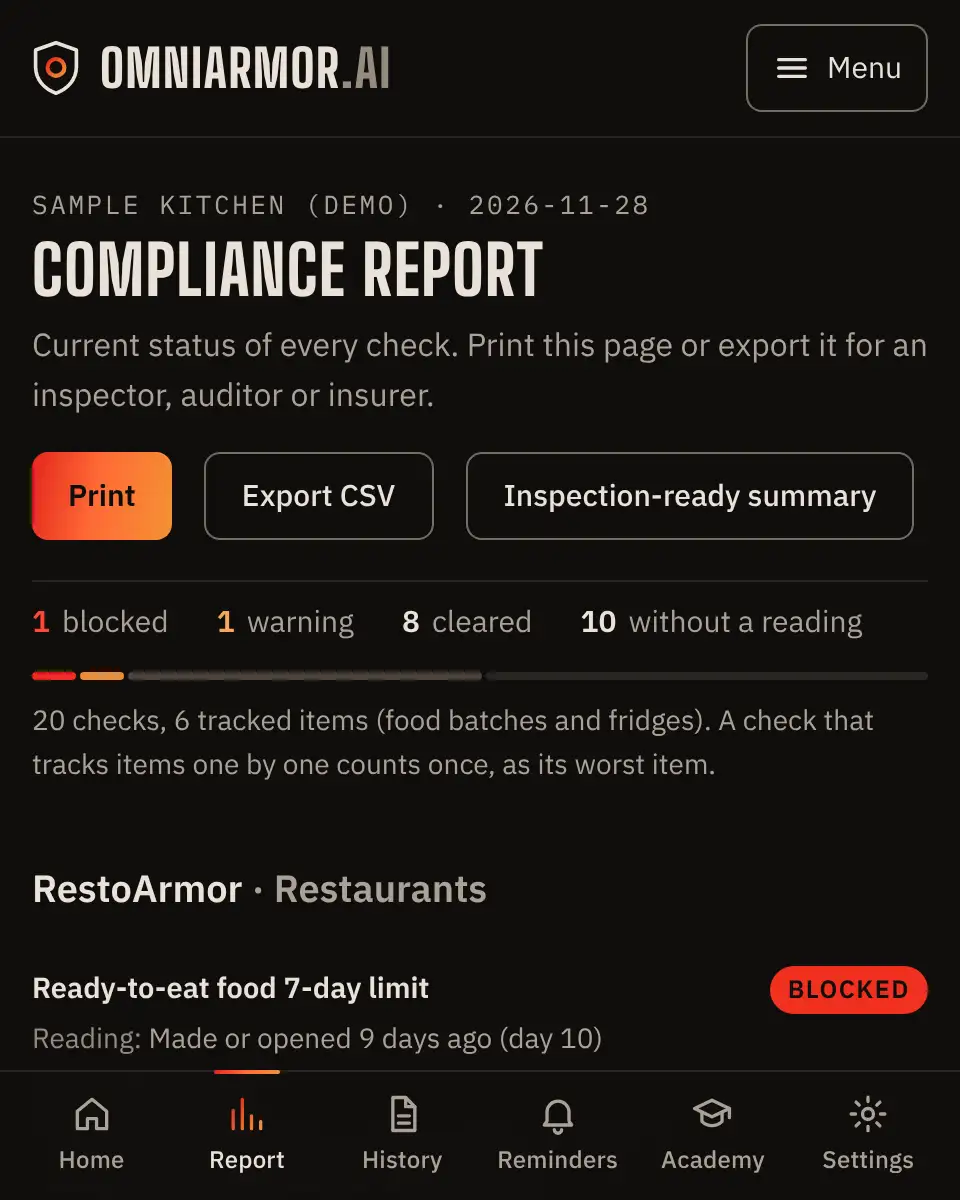 OMNIARMOR.AI
Menu
SAMPLE KITCHEN (DEMO) · 2026-11-28
COMPLIANCE REPORT
Current status of every check. Print this page or export it for an
inspector, auditor or insurer.
Print
Export CSV
Inspection-ready summary
1 blocked
1 warning
8 cleared
10 without a reading
20 checks, 6 tracked items (food batches and fridges). A check that
tracks items one by one counts once, as its worst item.
RestoArmor · Restaurants
Ready-to-eat food 7-day limit
BLOCKED
Reading: Made or opened 9 days ago (day 10)
Home
Report
History
Reminders
Academy
Settings